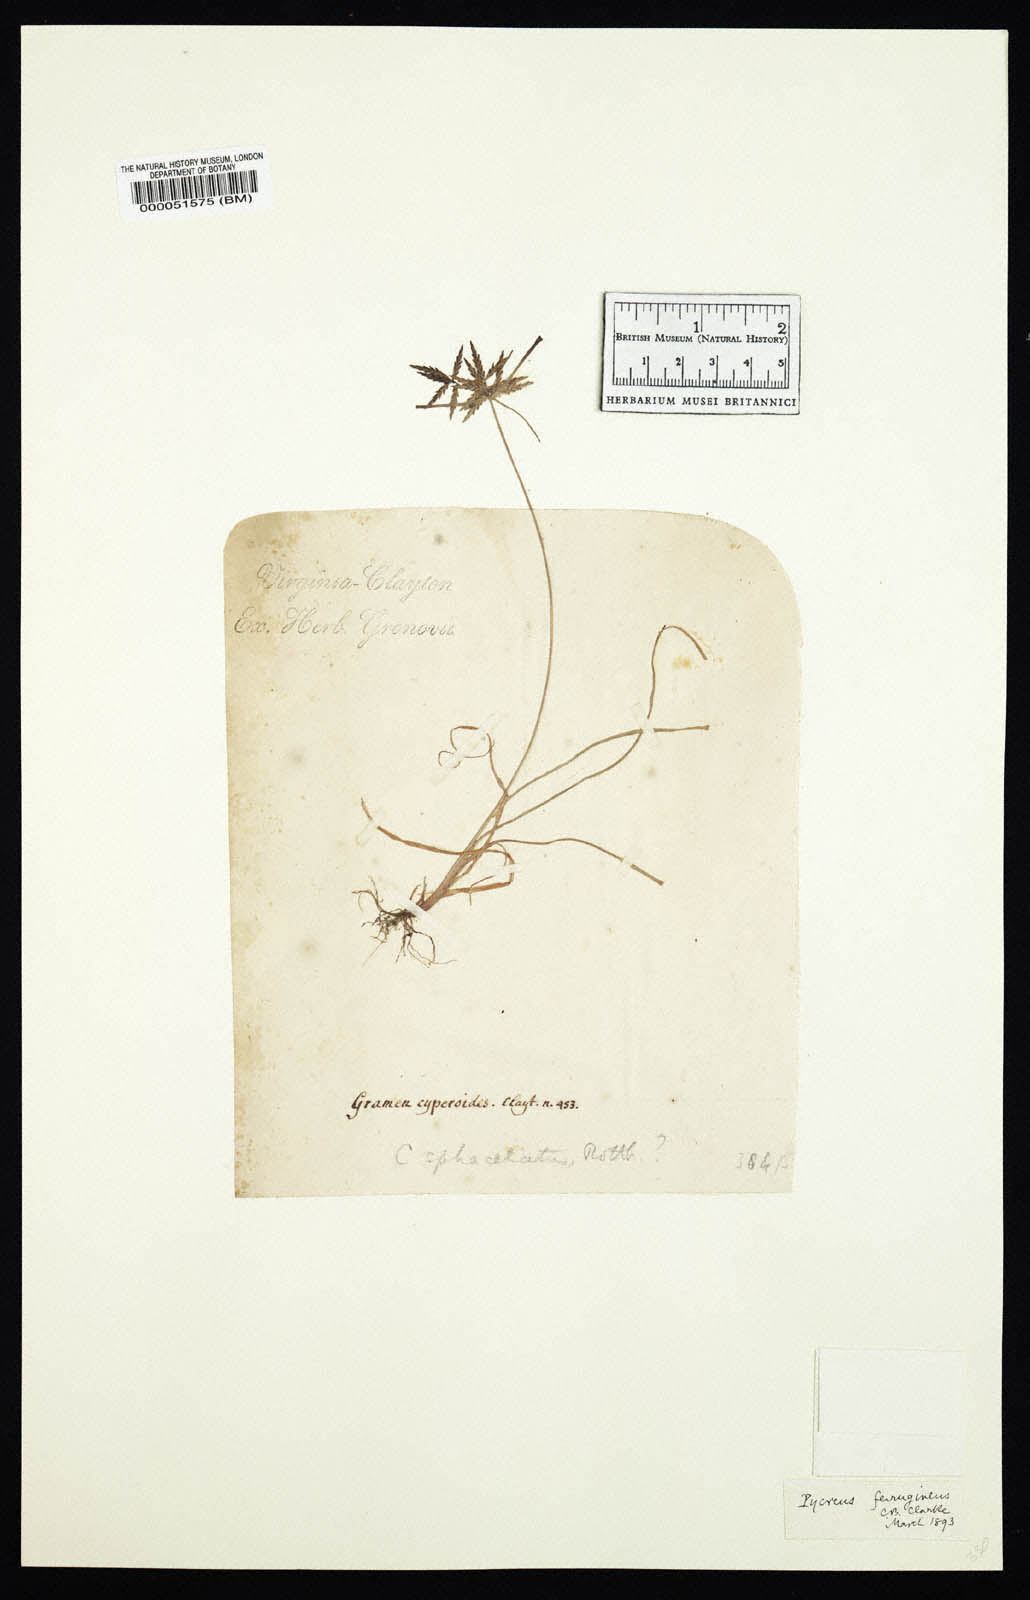 THE NATURAL HISTORY MUSEUM, LONDON
DEPARTMENT OF BOTANY
000051575 (BM)
1 2
BRITISH MUSEUM (NATURAL HISTORY)
1 2 3 4 5
HERBARIUM MUSEI BRITANNICI
Virginia-Clayton
Ex. Herb. Gronovii
Gramen cyperoides. Clayt. n. 453.
C sphacelatus, Rottb. ?
Pycreus ferrugineus
C.B. Clarke
March 1893